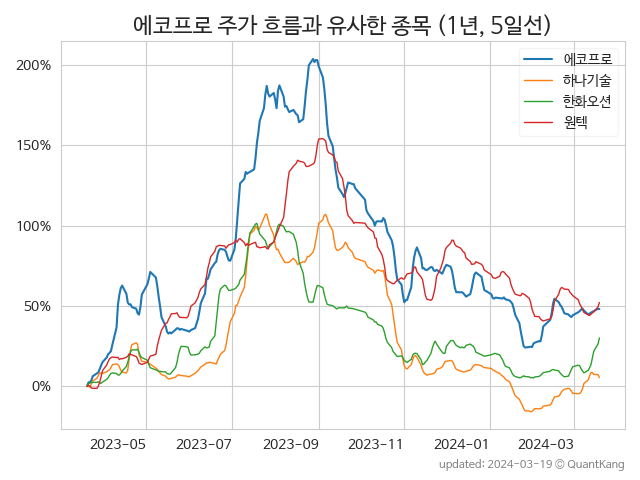 에코프로 주가 흐름과 유사한 종목 (1년, 5일선)
에코프로
하나기술
한화오션
원텍
200%
150%
100%
50%
0%
2023-05 2023-07 2023-09 2023-11 2024-01 2024-03
updated: 2024-03-19 © QuantKang